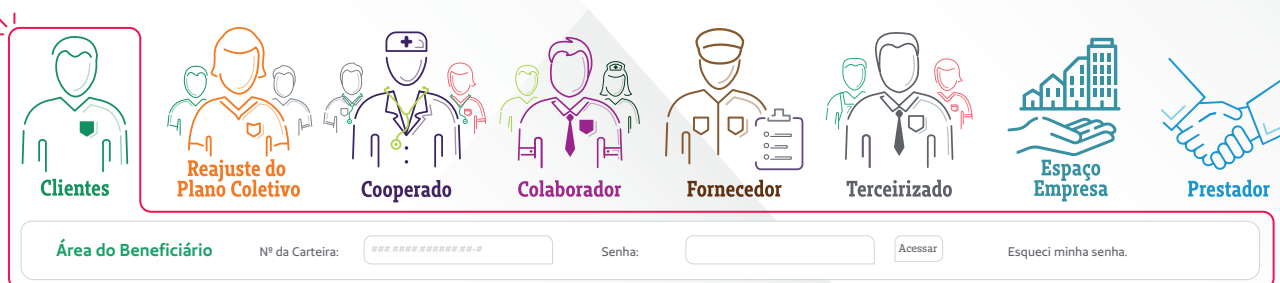 Clientes
Reajuste do
Plano Coletivo
Cooperado
Colaborador
Fornecedor
Terceirizado
Espaço
Empresa
Prestador
Área do Beneficiário Nº da Carteira: ###.####.######.##-# Senha: Acessar Esqueci minha senha.